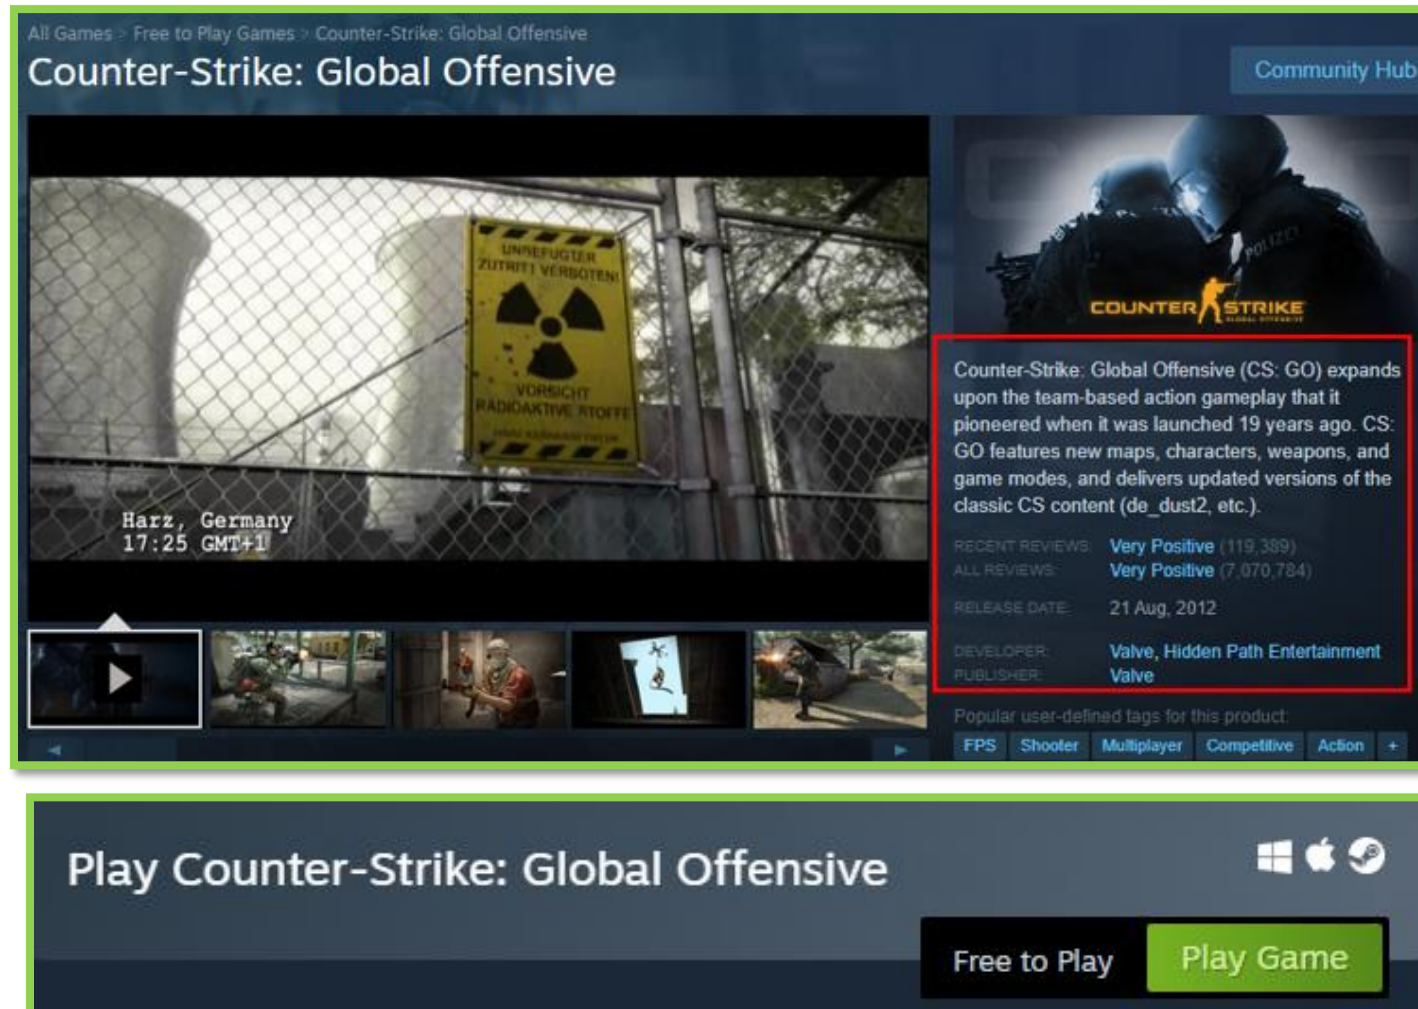 All Games > Free to Play Games > Counter-Strike: Global Offensive
Counter-Strike: Global Offensive
Community Hub
UNBEFUGTER
ZUTRITT VERBOTEN!
VORSICHT
RADIOAKTIVE STOFFE
Harz, Germany
17:25 GMT+1
POLIZEI
COUNTER STRIKE
GLOBAL OFFENSIVE
Counter-Strike: Global Offensive (CS: GO) expands
upon the team-based action gameplay that it
pioneered when it was launched 19 years ago. CS:
GO features new maps, characters, weapons, and
game modes, and delivers updated versions of the
classic CS content (de_dust2, etc.).
RECENT REVIEWS: Very Positive (119,389)
ALL REVIEWS: Very Positive (7,070,784)
RELEASE DATE: 21 Aug, 2012
DEVELOPER: Valve, Hidden Path Entertainment
PUBLISHER: Valve
Popular user-defined tags for this product:
FPS Shooter Multiplayer Competitive Action +
Play Counter-Strike: Global Offensive
Free to Play Play Game